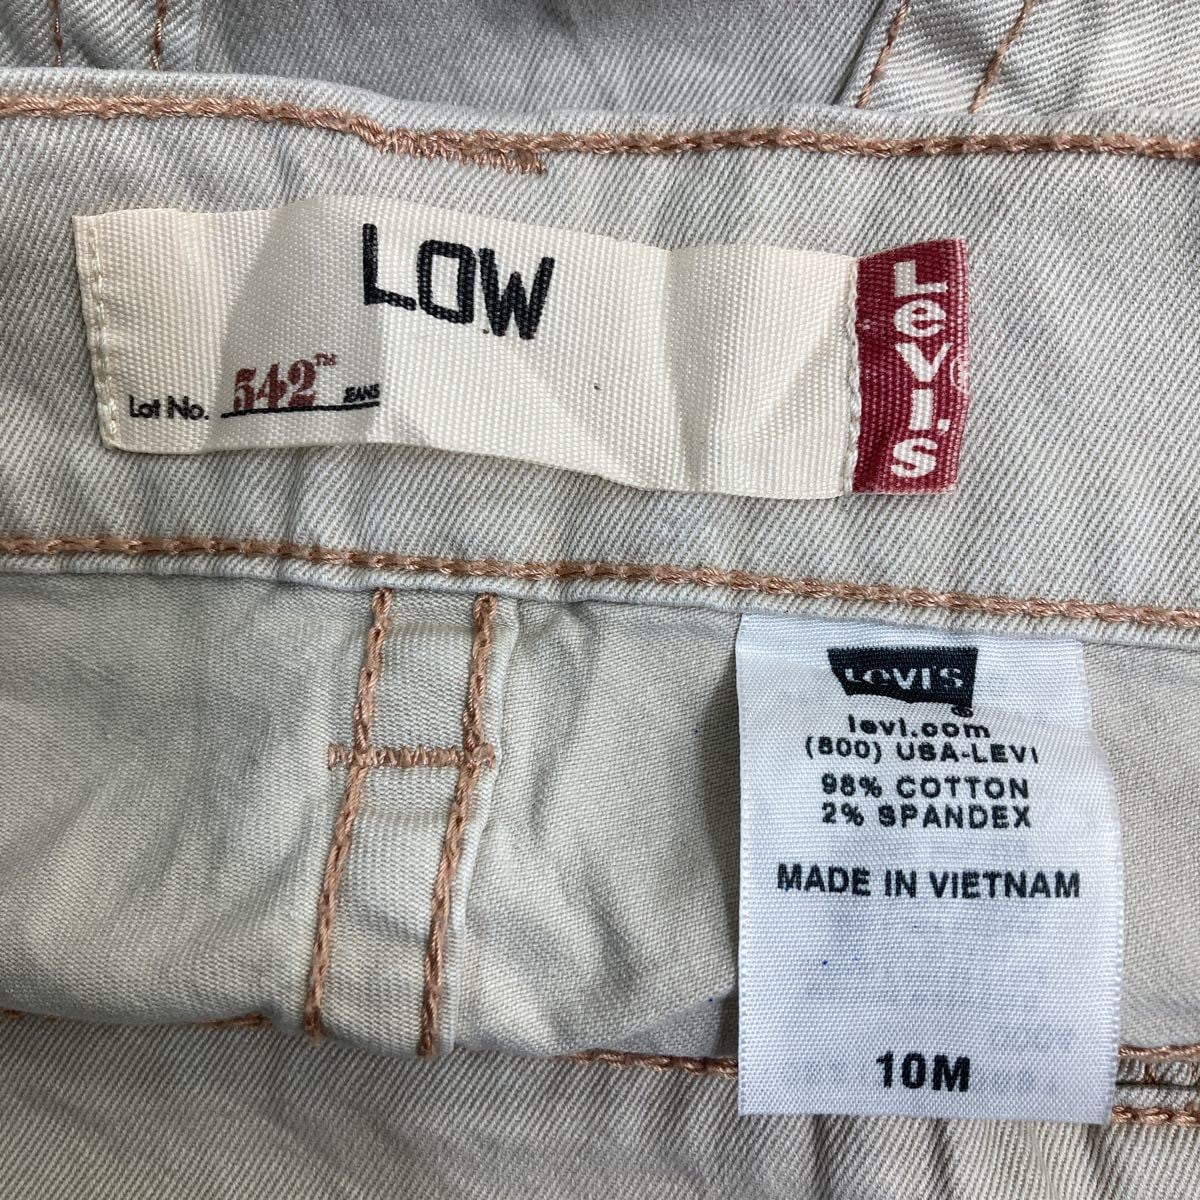 LOW
Lot No. 542™ JEANS
Levi's®
Levi's
levi.com
(800) USA-LEVI
98% COTTON
2% SPANDEX
MADE IN VIETNAM
10M